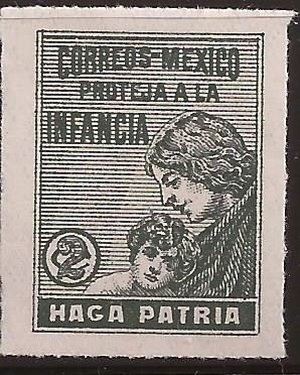 CORREOS MEXICO
PROTEJA A LA
INFANCIA
2
HAGA PATRIA